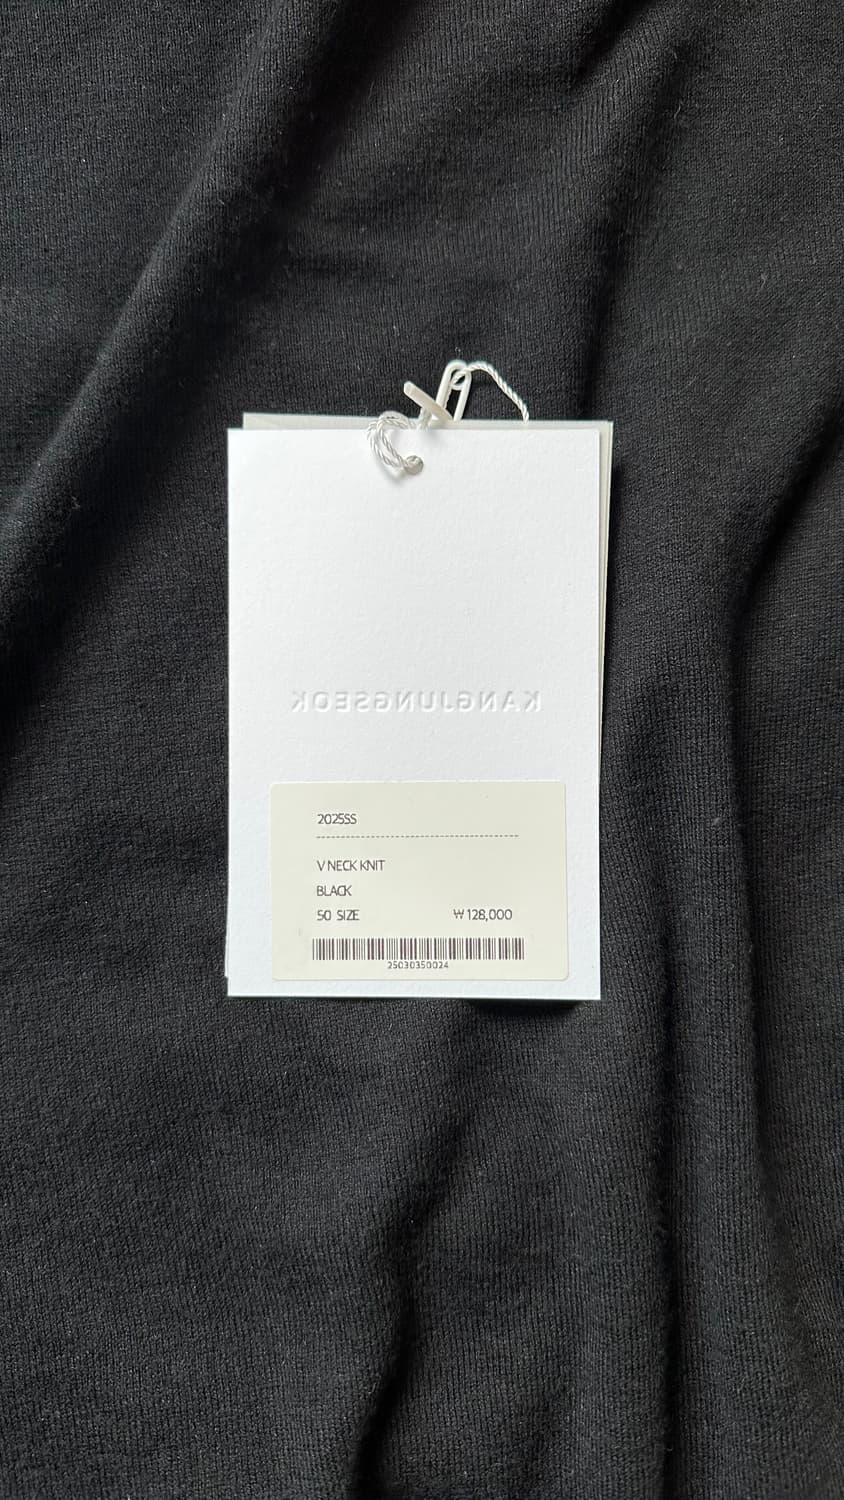 KANGJUNGSEOK
2025SS
V NECK KNIT
BLACK
50 SIZE ₩128,000
25030350024